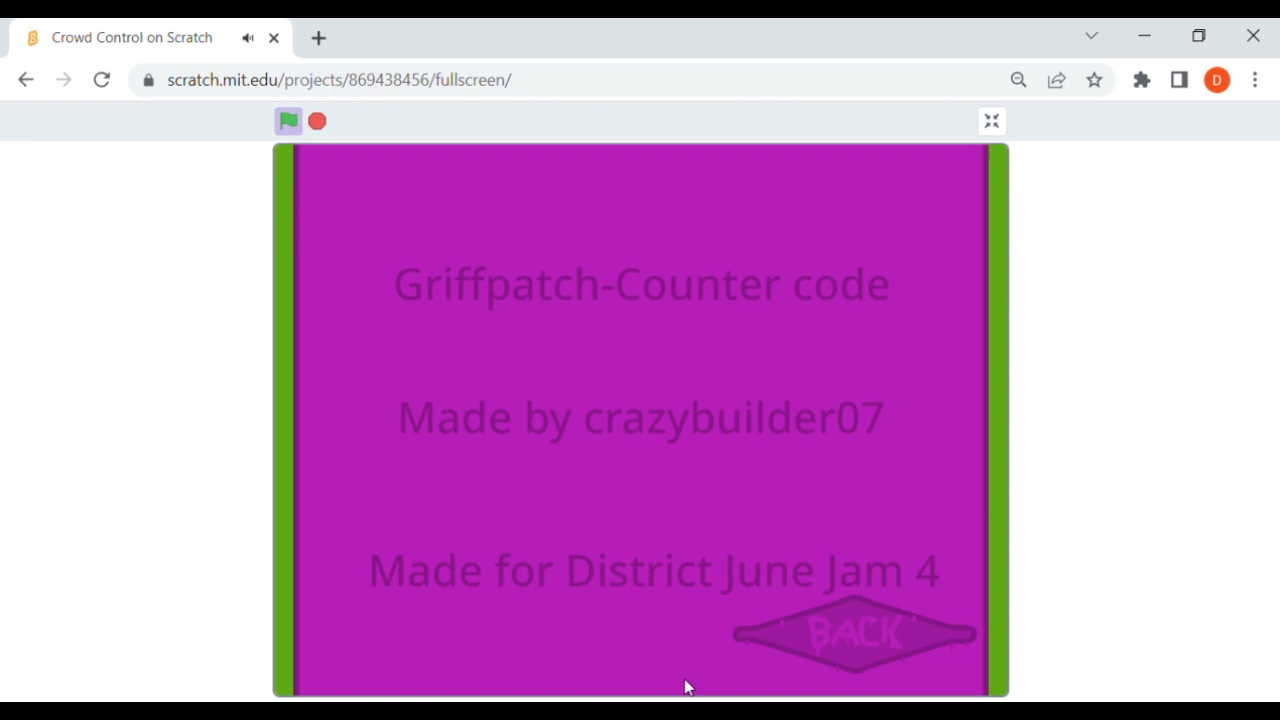 Crowd Control on Scratch
scratch.mit.edu/projects/869438456/fullscreen/
D
Griffpatch-Counter code
Made by crazybuilder07
Made for District June Jam 4
BACK